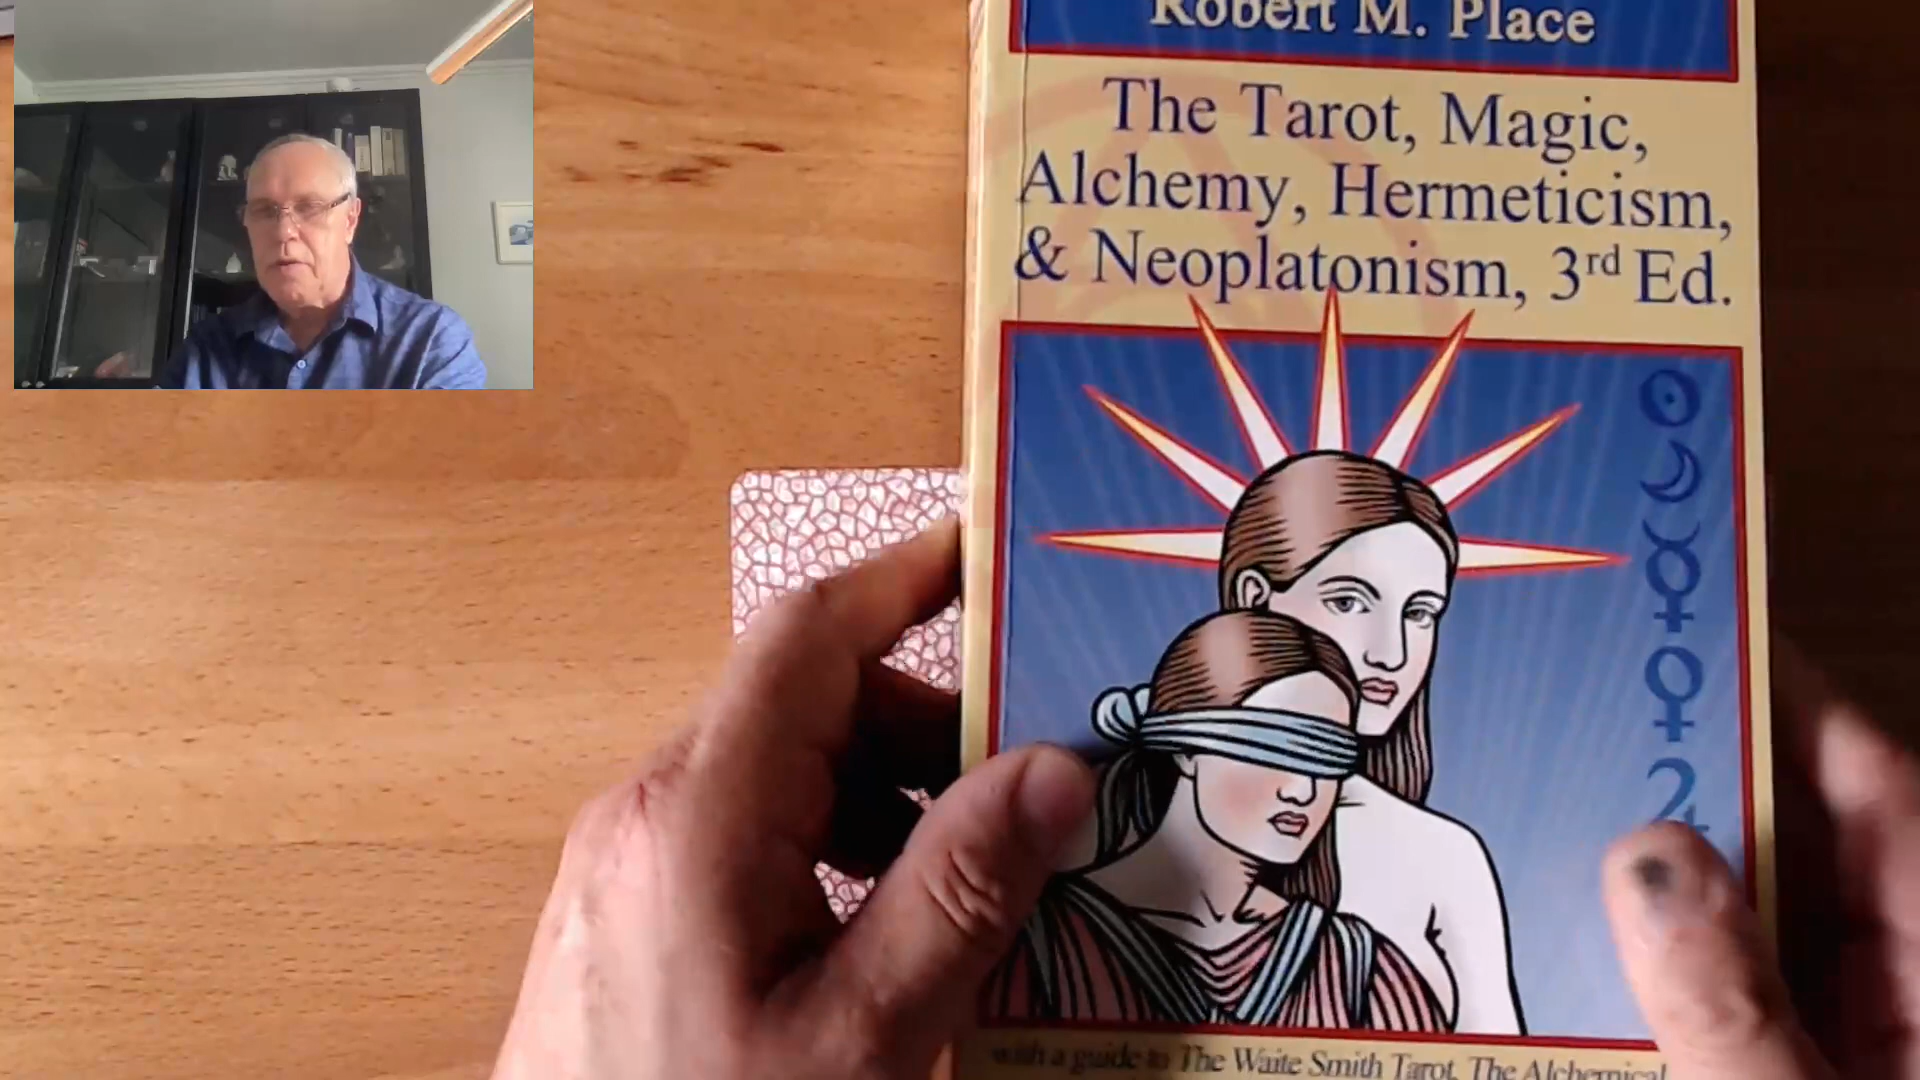 Robert M. Place
The Tarot, Magic,
Alchemy, Hermeticism,
& Neoplatonism, 3rd Ed.
with a guide to The Waite Smith Tarot, The Alchemical